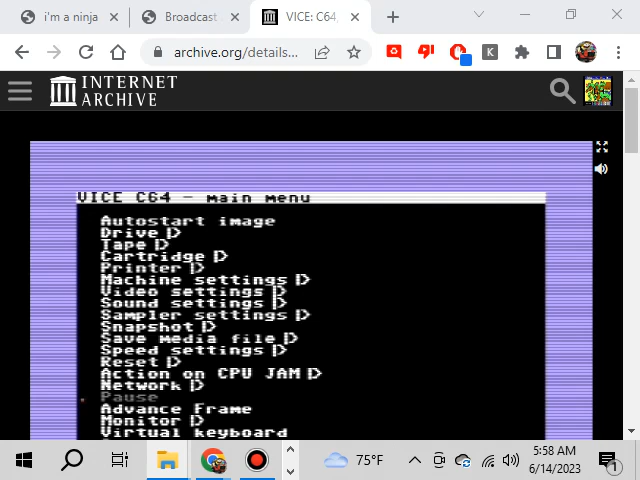 i'm a ninja
Broadcast
VICE: C64,
archive.org/details...
K
INTERNET
ARCHIVE
VICE C64 - main menu
Autostart image
Drive
Tape
Cartridge
Printer
Machine settings
Video settings
Sound settings
Sampler settings
Snapshot
Save media file
Speed settings
Reset
Action on CPU JAM
Network
Pause
Advance Frame
Monitor
Virtual keyboard
75°F
5:58 AM
6/14/2023
1